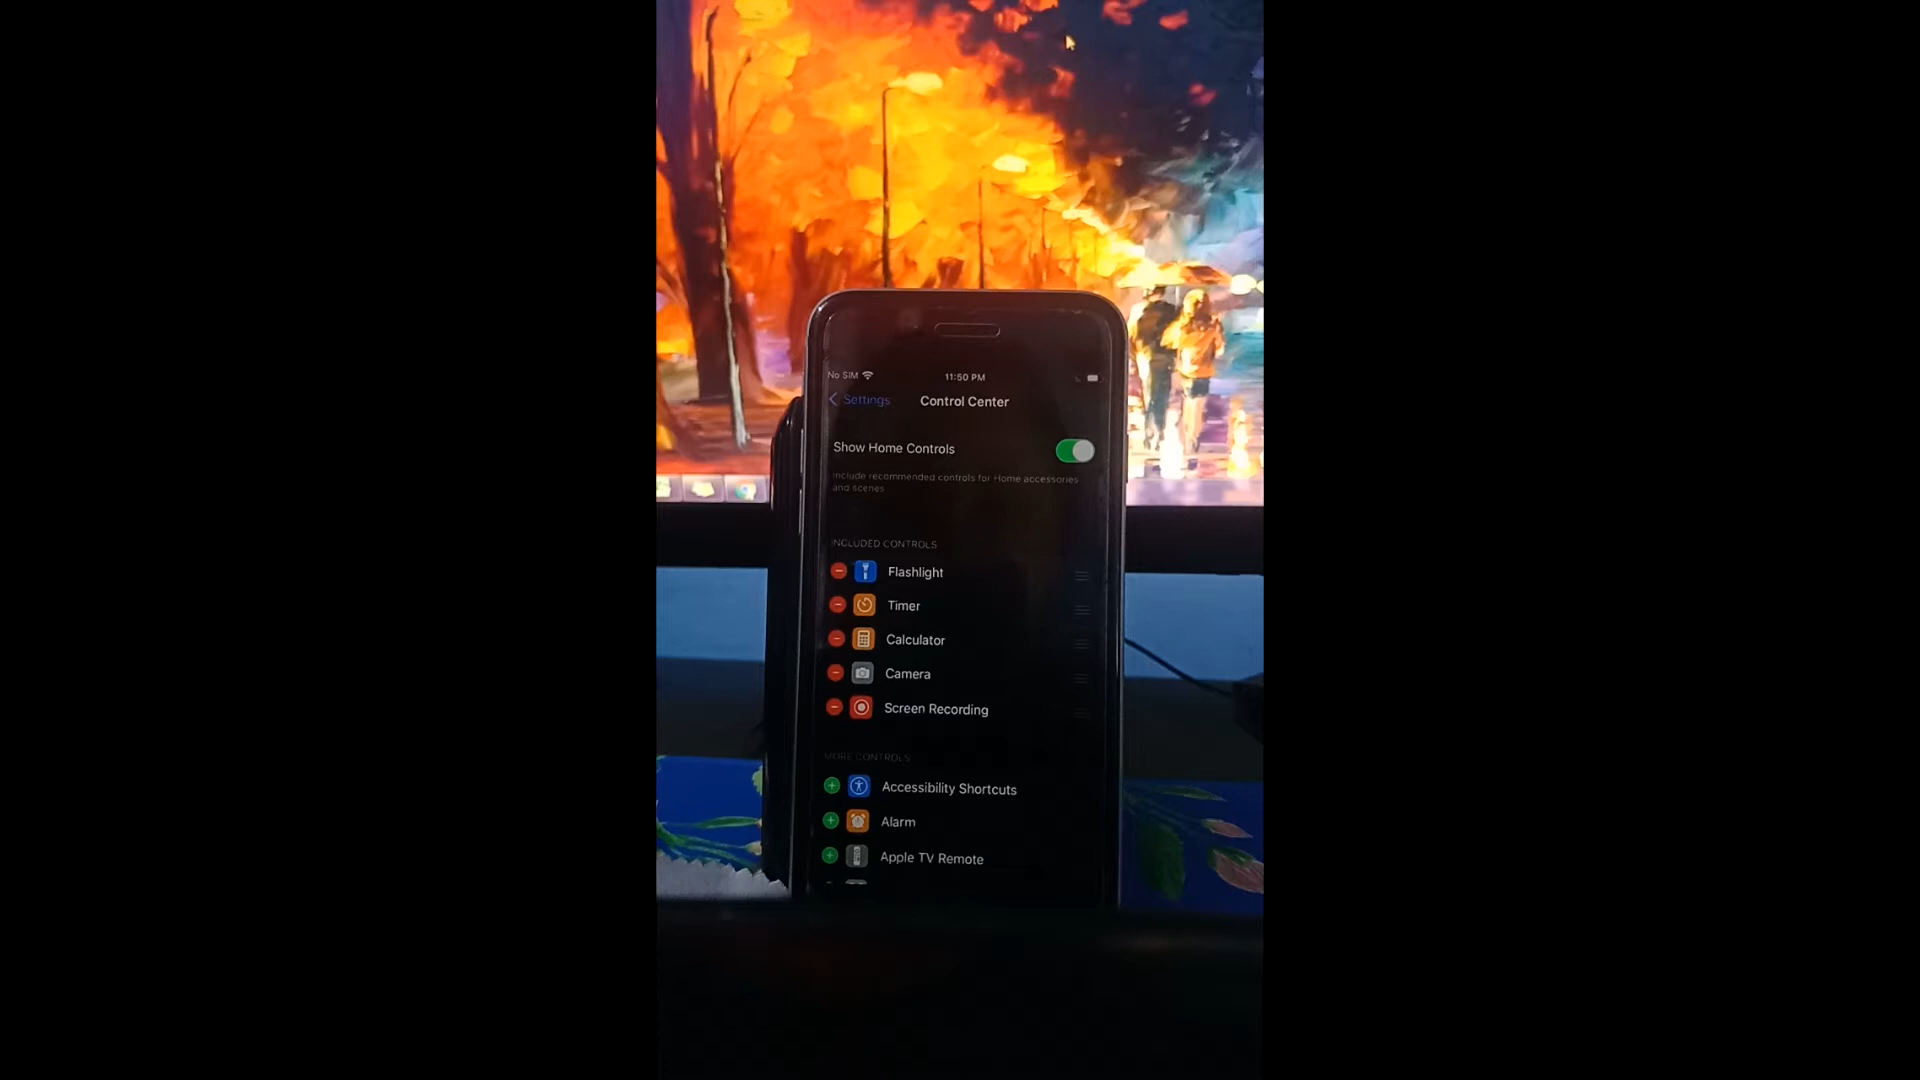 No SIM 11:50 PM
Settings Control Center
Show Home Controls
Include recommended controls for Home accessories
and scenes
INCLUDED CONTROLS
Flashlight
Timer
Calculator
Camera
Screen Recording
MORE CONTROLS
Accessibility Shortcuts
Alarm
Apple TV Remote